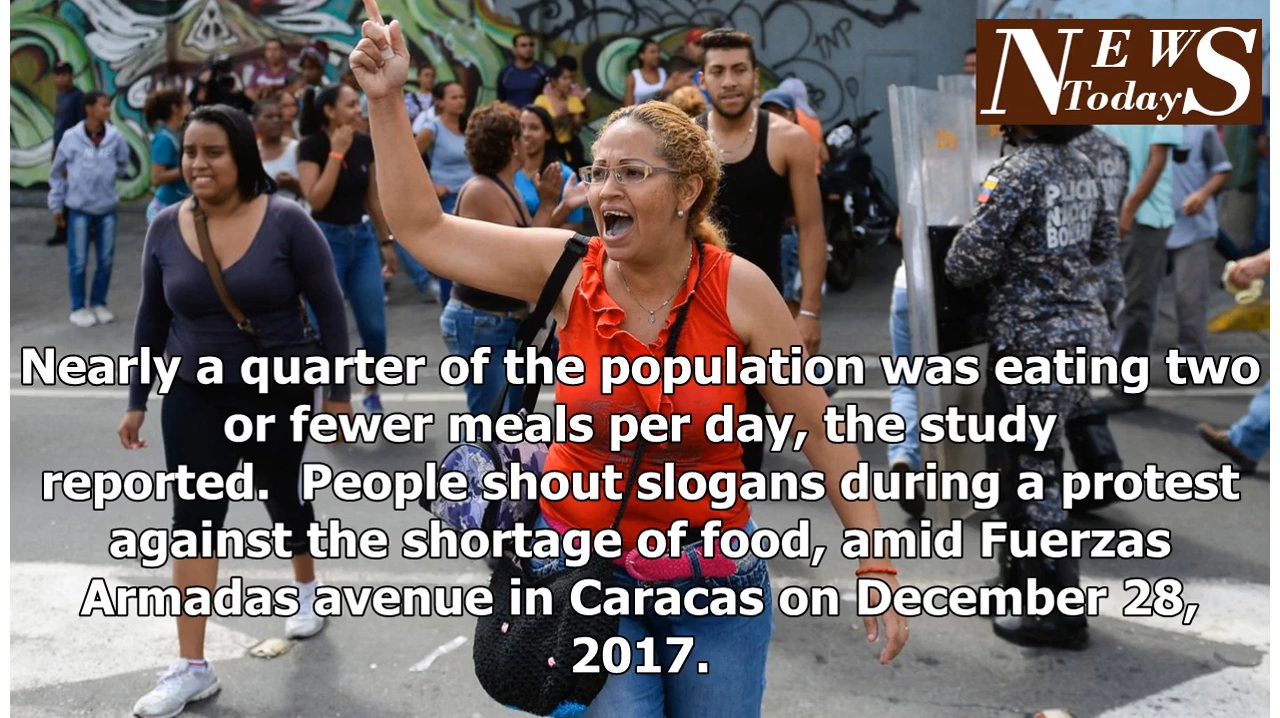 NEWS
Today
TNP
Nearly a quarter of the population was eating two
or fewer meals per day, the study
reported.  People shout slogans during a protest
against the shortage of food, amid Fuerzas
Armadas avenue in Caracas on December 28,
2017.